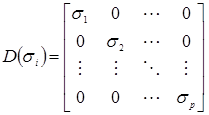 D(σᵢ) = [ σ₁ 0 ⋯ 0
0 σ₂ ⋯ 0
⋮ ⋮ ⋱ ⋮
0 0 ⋯ σₚ ]